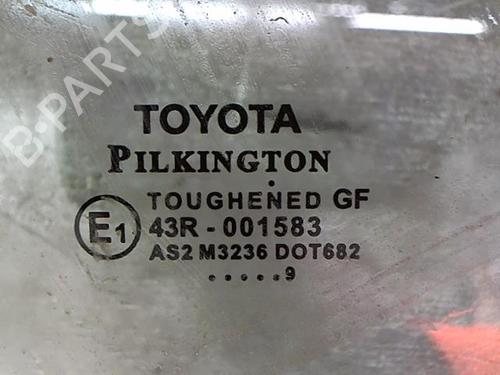 B-PARTS
TOYOTA
PILKINGTON
TOUGHENED GF
E1 43R - 001583
AS2 M3236 DOT682
.....9